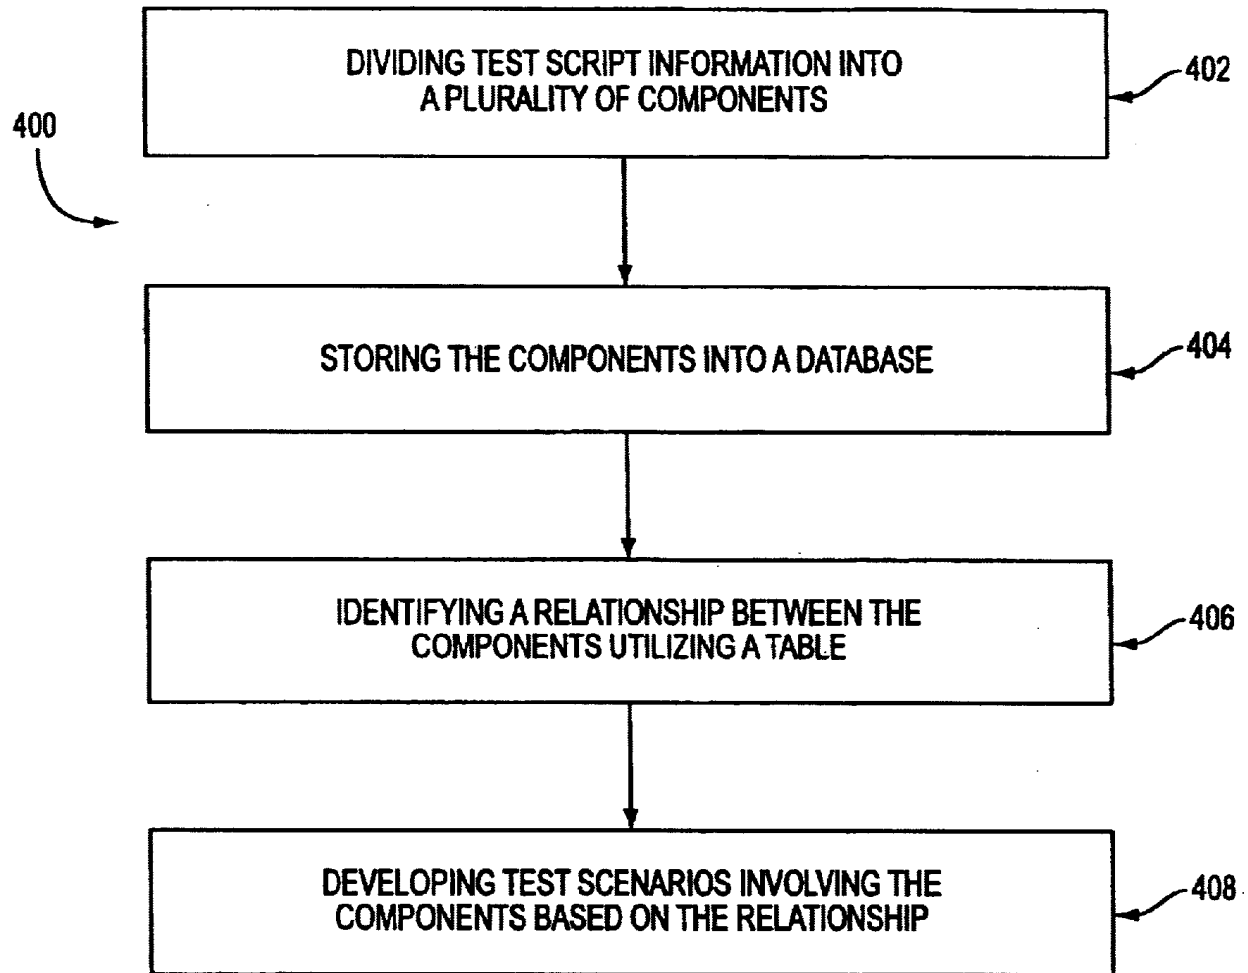 DIVIDING TEST SCRIPT INFORMATION INTO
A PLURALITY OF COMPONENTS
402
400
STORING THE COMPONENTS INTO A DATABASE
404
IDENTIFYING A RELATIONSHIP BETWEEN THE
COMPONENTS UTILIZING A TABLE
406
DEVELOPING TEST SCENARIOS INVOLVING THE
COMPONENTS BASED ON THE RELATIONSHIP
408